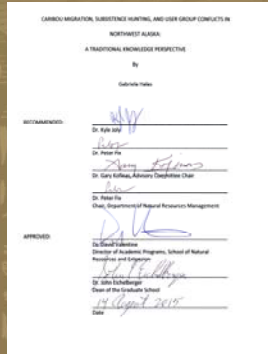 CARIBOU MIGRATION, SUBSISTENCE HUNTING, AND USER GROUP CONFLICTS IN
NORTHWEST ALASKA:
A TRADITIONAL KNOWLEDGE PERSPECTIVE
By
Gabriela Halas
RECOMMENDED:
Dr. Kyle Joly
Dr. Peter Fix
Dr. Gary Kofinas, Advisory Committee Chair
Dr. Peter Fix
Chair, Department of Natural Resources Management
APPROVED:
Dr. David Valentine
Director of Academic Programs, School of Natural
Resources and Extension
Dr. John Eichelberger
Dean of the Graduate School
14 August 2015
Date